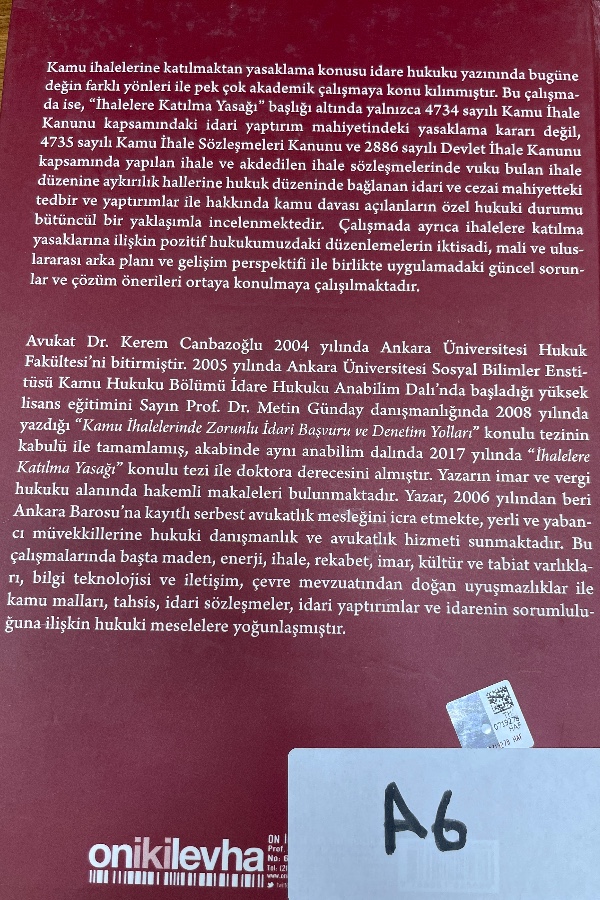 Kamu ihalelerine katılmaktan yasaklama konusu idare hukuku yazınında bugüne
değin farklı yönleri ile pek çok akademik çalışmaya konu kılınmıştır. Bu çalışma-
da ise, “İhalelere Katılma Yasağı” başlığı altında yalnızca 4734 sayılı Kamu İhale
Kanunu kapsamındaki idari yaptırım mahiyetindeki yasaklama kararı değil,
4735 sayılı Kamu İhale Sözleşmeleri Kanunu ve 2886 sayılı Devlet İhale Kanunu
kapsamında yapılan ihale ve akdedilen ihale sözleşmelerinde vuku bulan ihale
düzenine aykırılık hallerine hukuk düzeninde bağlanan idari ve cezai mahiyetteki
tedbir ve yaptırımlar ile hakkında kamu davası açılanların özel hukuki durumu
bütüncül bir yaklaşımla incelenmektedir. Çalışmada ayrıca ihalelere katılma
yasaklarına ilişkin pozitif hukukumuzdaki düzenlemelerin iktisadi, mali ve ulus-
lararası arka planı ve gelişim perspektifi ile birlikte uygulamadaki güncel sorun-
lar ve çözüm önerileri ortaya konulmaya çalışılmaktadır.
Avukat Dr. Kerem Canbazoğlu 2004 yılında Ankara Üniversitesi Hukuk
Fakültesi’ni bitirmiştir. 2005 yılında Ankara Üniversitesi Sosyal Bilimler Ensti-
tüsü Kamu Hukuku Bölümü İdare Hukuku Anabilim Dalı’nda başladığı yüksek
lisans eğitimini Sayın Prof. Dr. Metin Günday danışmanlığında 2008 yılında
yazdığı “Kamu İhalelerinde Zorunlu İdari Başvuru ve Denetim Yolları” konulu tezinin
kabulü ile tamamlamış, akabinde aynı anabilim dalında 2017 yılında “İhalelere
Katılma Yasağı” konulu tezi ile doktora derecesini almıştır. Yazarın imar ve vergi
hukuku alanında hakemli makaleleri bulunmaktadır. Yazar, 2006 yılından beri
Ankara Barosu’na kayıtlı serbest avukatlık mesleğini icra etmekte, yerli ve yaban-
cı müvekkillerine hukuki danışmanlık ve avukatlık hizmeti sunmaktadır. Bu
çalışmalarında başta maden, enerji, ihale, rekabet, imar, kültür ve tabiat varlıkla-
rı, bilgi teknolojisi ve iletişim, çevre mevzuatından doğan uyuşmazlıklar ile
kamu malları, tahsis, idari sözleşmeler, idari yaptırımlar ve idarenin sorumlulu-
ğuna ilişkin hukuki meselelere yoğunlaşmıştır.
TH
0719278
HAF
A6
onikilevha
ON
Prof.
No: 6